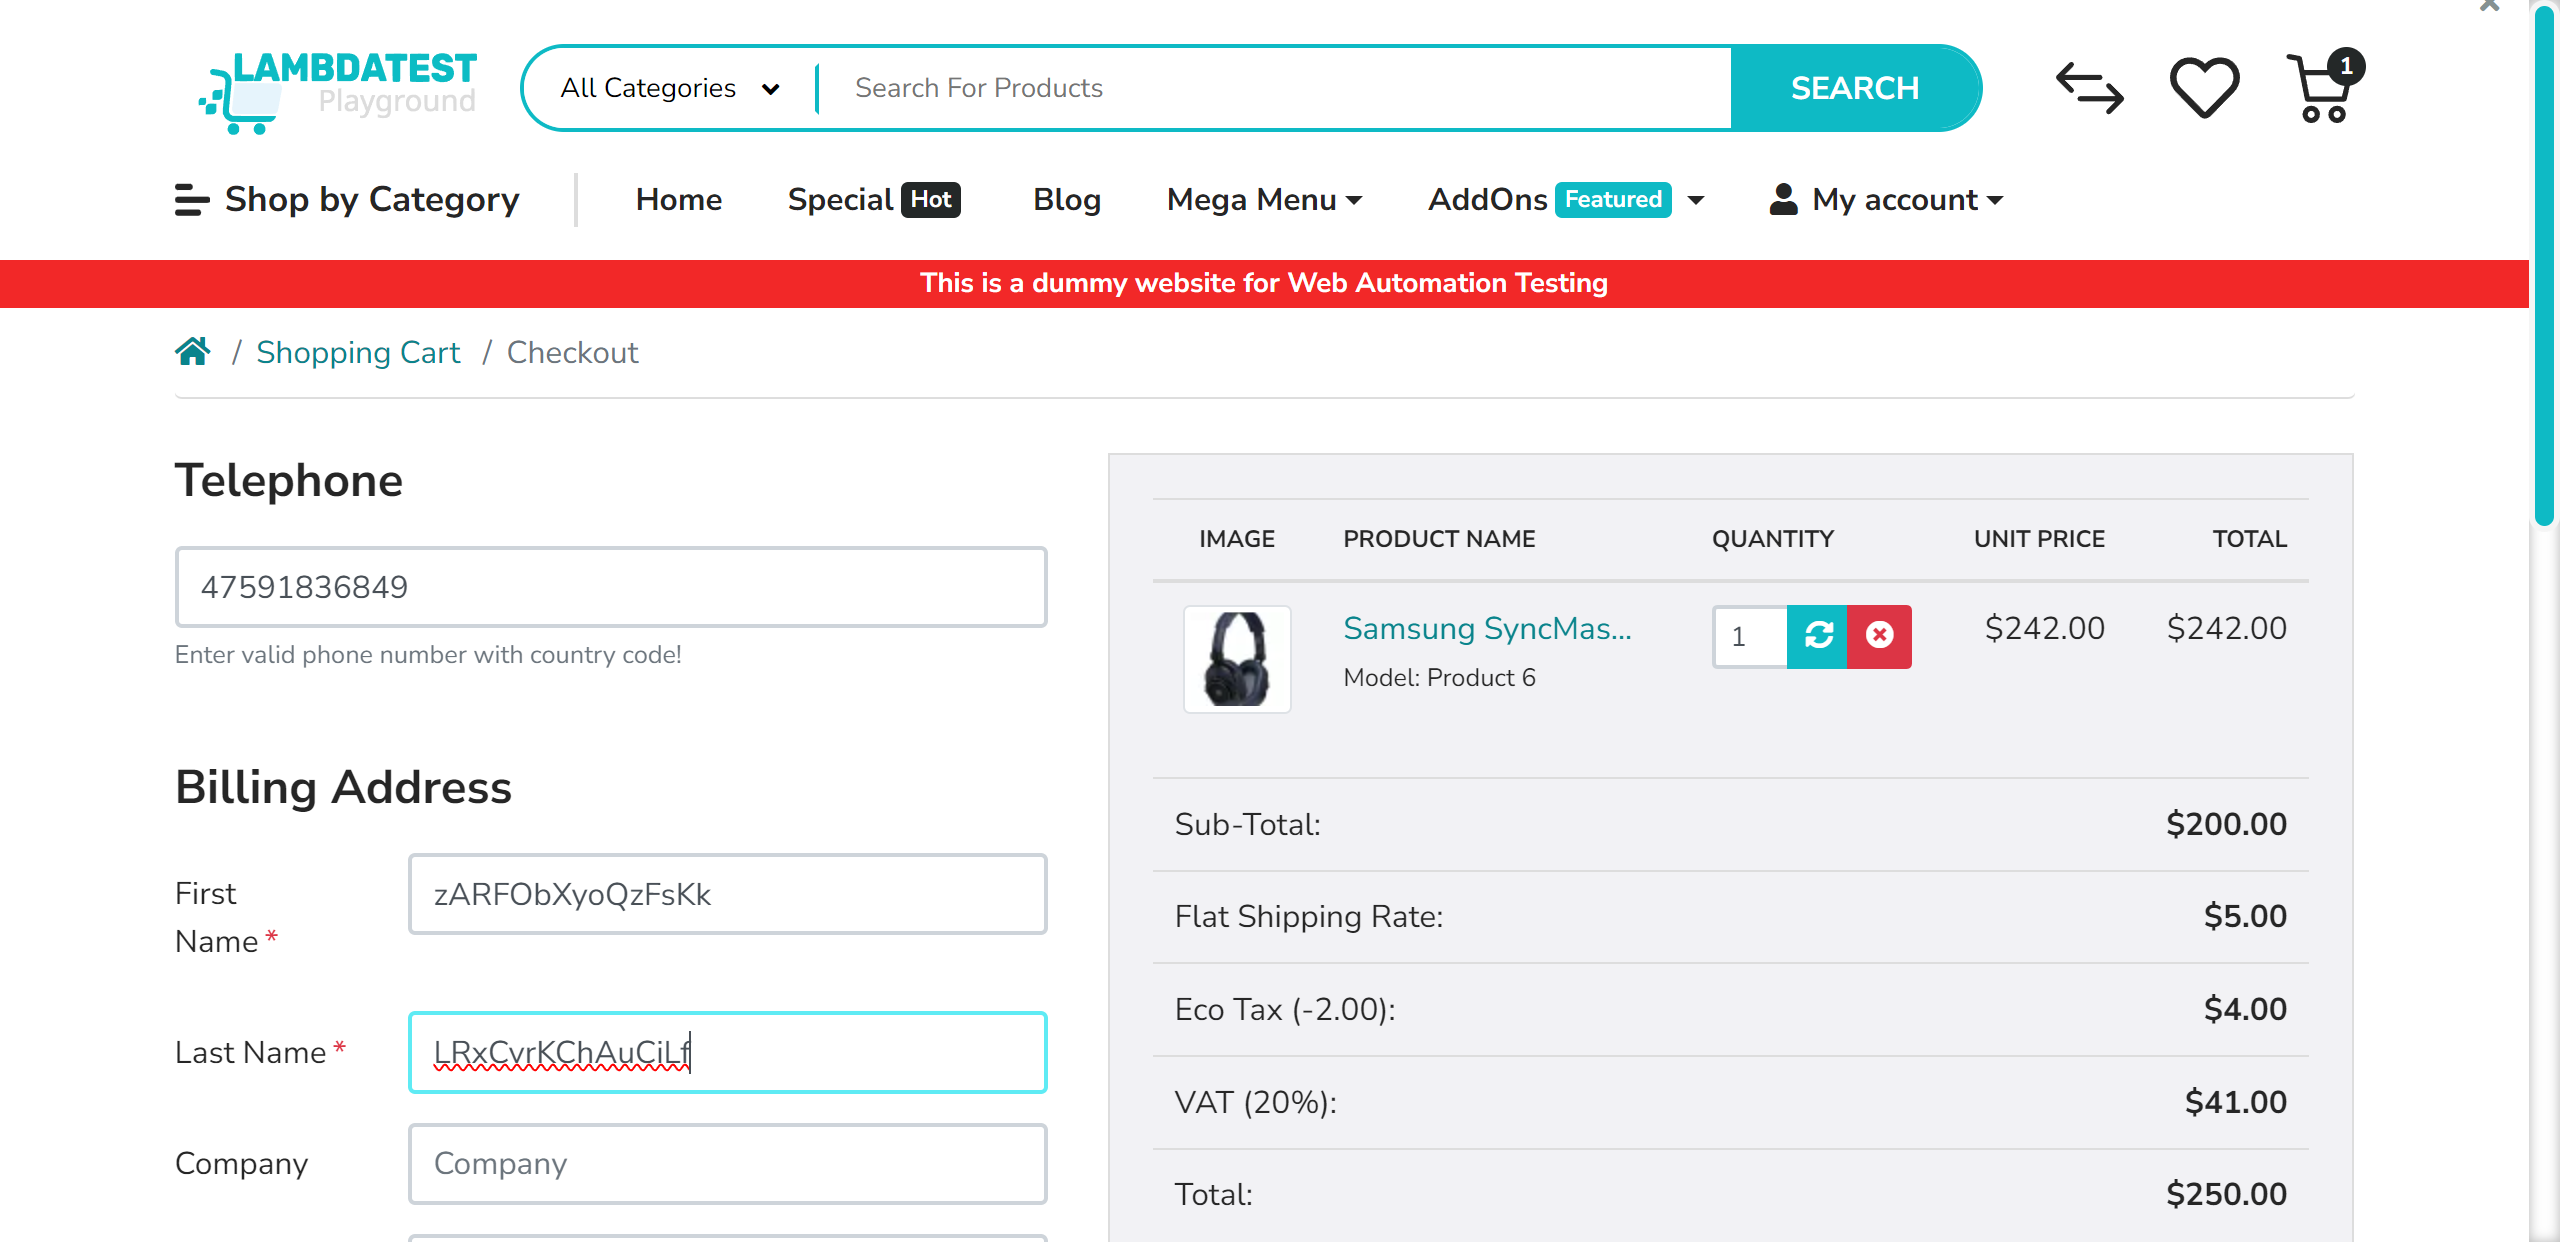 LAMBDATEST
Playground
All Categories
Search For Products
SEARCH
1
Shop by Category
Home
Special Hot
Blog
Mega Menu
AddOns Featured
My account
This is a dummy website for Web Automation Testing
/ Shopping Cart / Checkout
Telephone
47591836849
Enter valid phone number with country code!
Billing Address
First Name *
zARFObXyoQzFsKk
Last Name *
LRxCvrKChAuCiLf
Company
Company
IMAGE PRODUCT NAME QUANTITY UNIT PRICE TOTAL
Samsung SyncMas... 1 $242.00 $242.00
Model: Product 6
Sub-Total: $200.00
Flat Shipping Rate: $5.00
Eco Tax (-2.00): $4.00
VAT (20%): $41.00
Total: $250.00